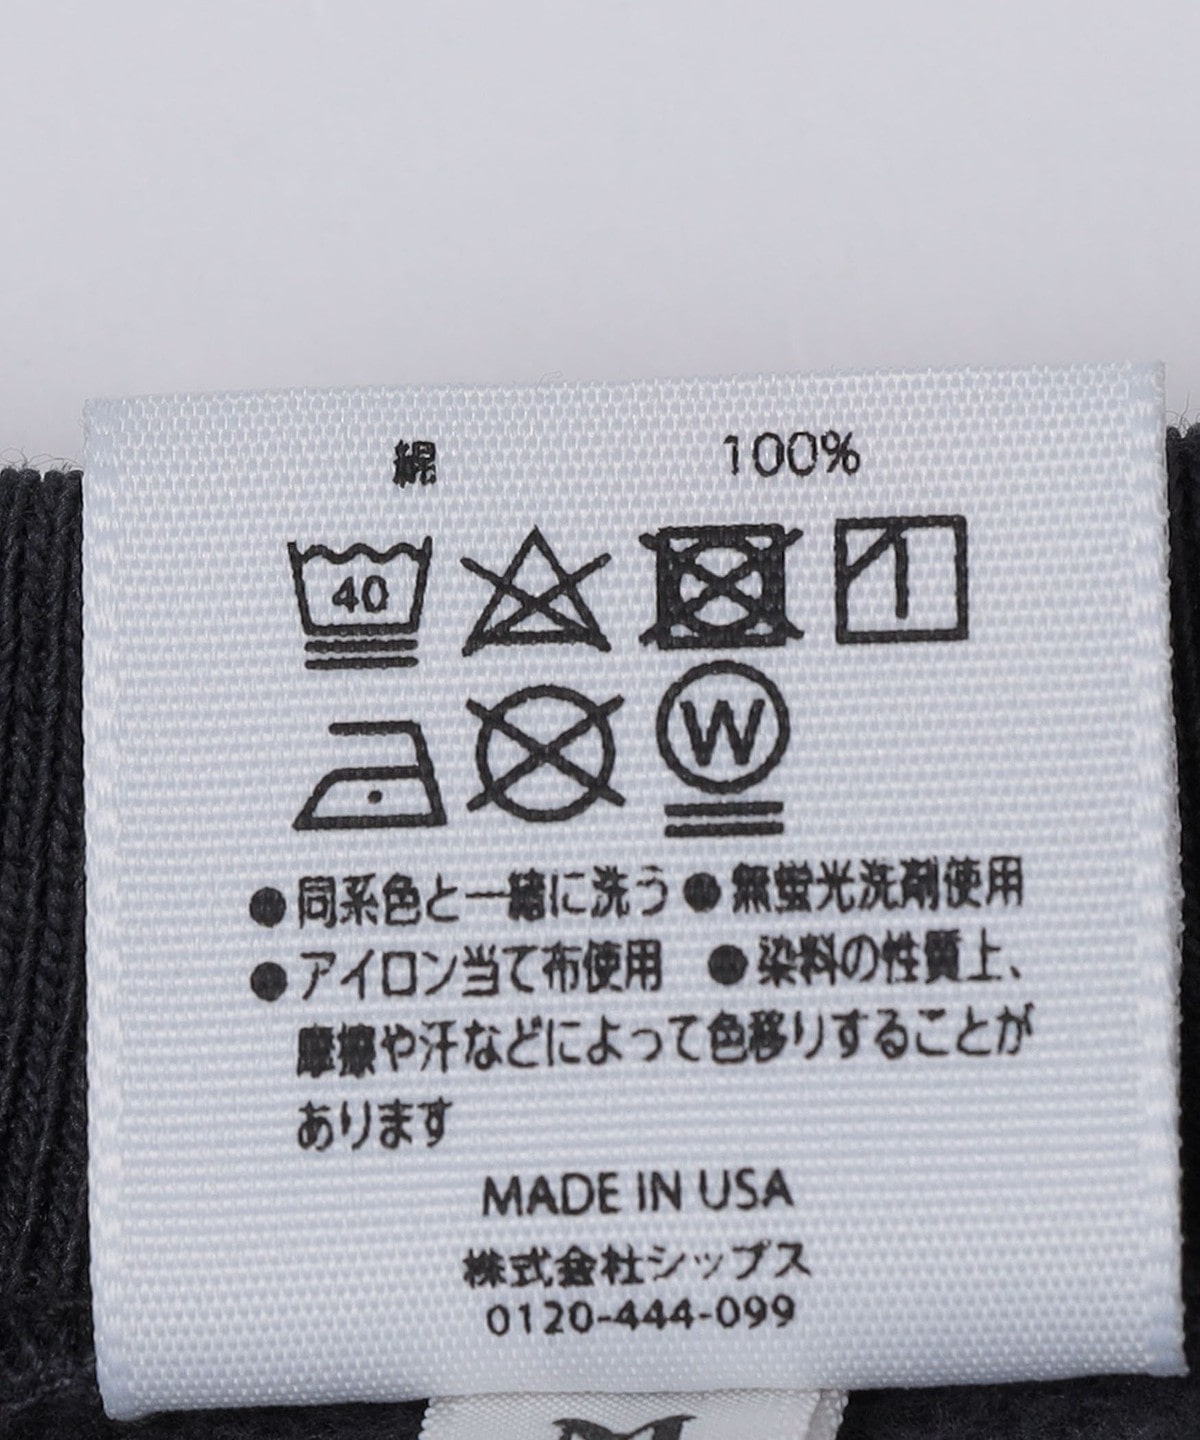 綿 100%
40
W
●同系色と一緒に洗う ●無蛍光洗剤使用
●アイロン当て布使用 ●染料の性質上、
摩擦や汗などによって色移りすることが
あります
MADE IN USA
株式会社シップス
0120-444-099